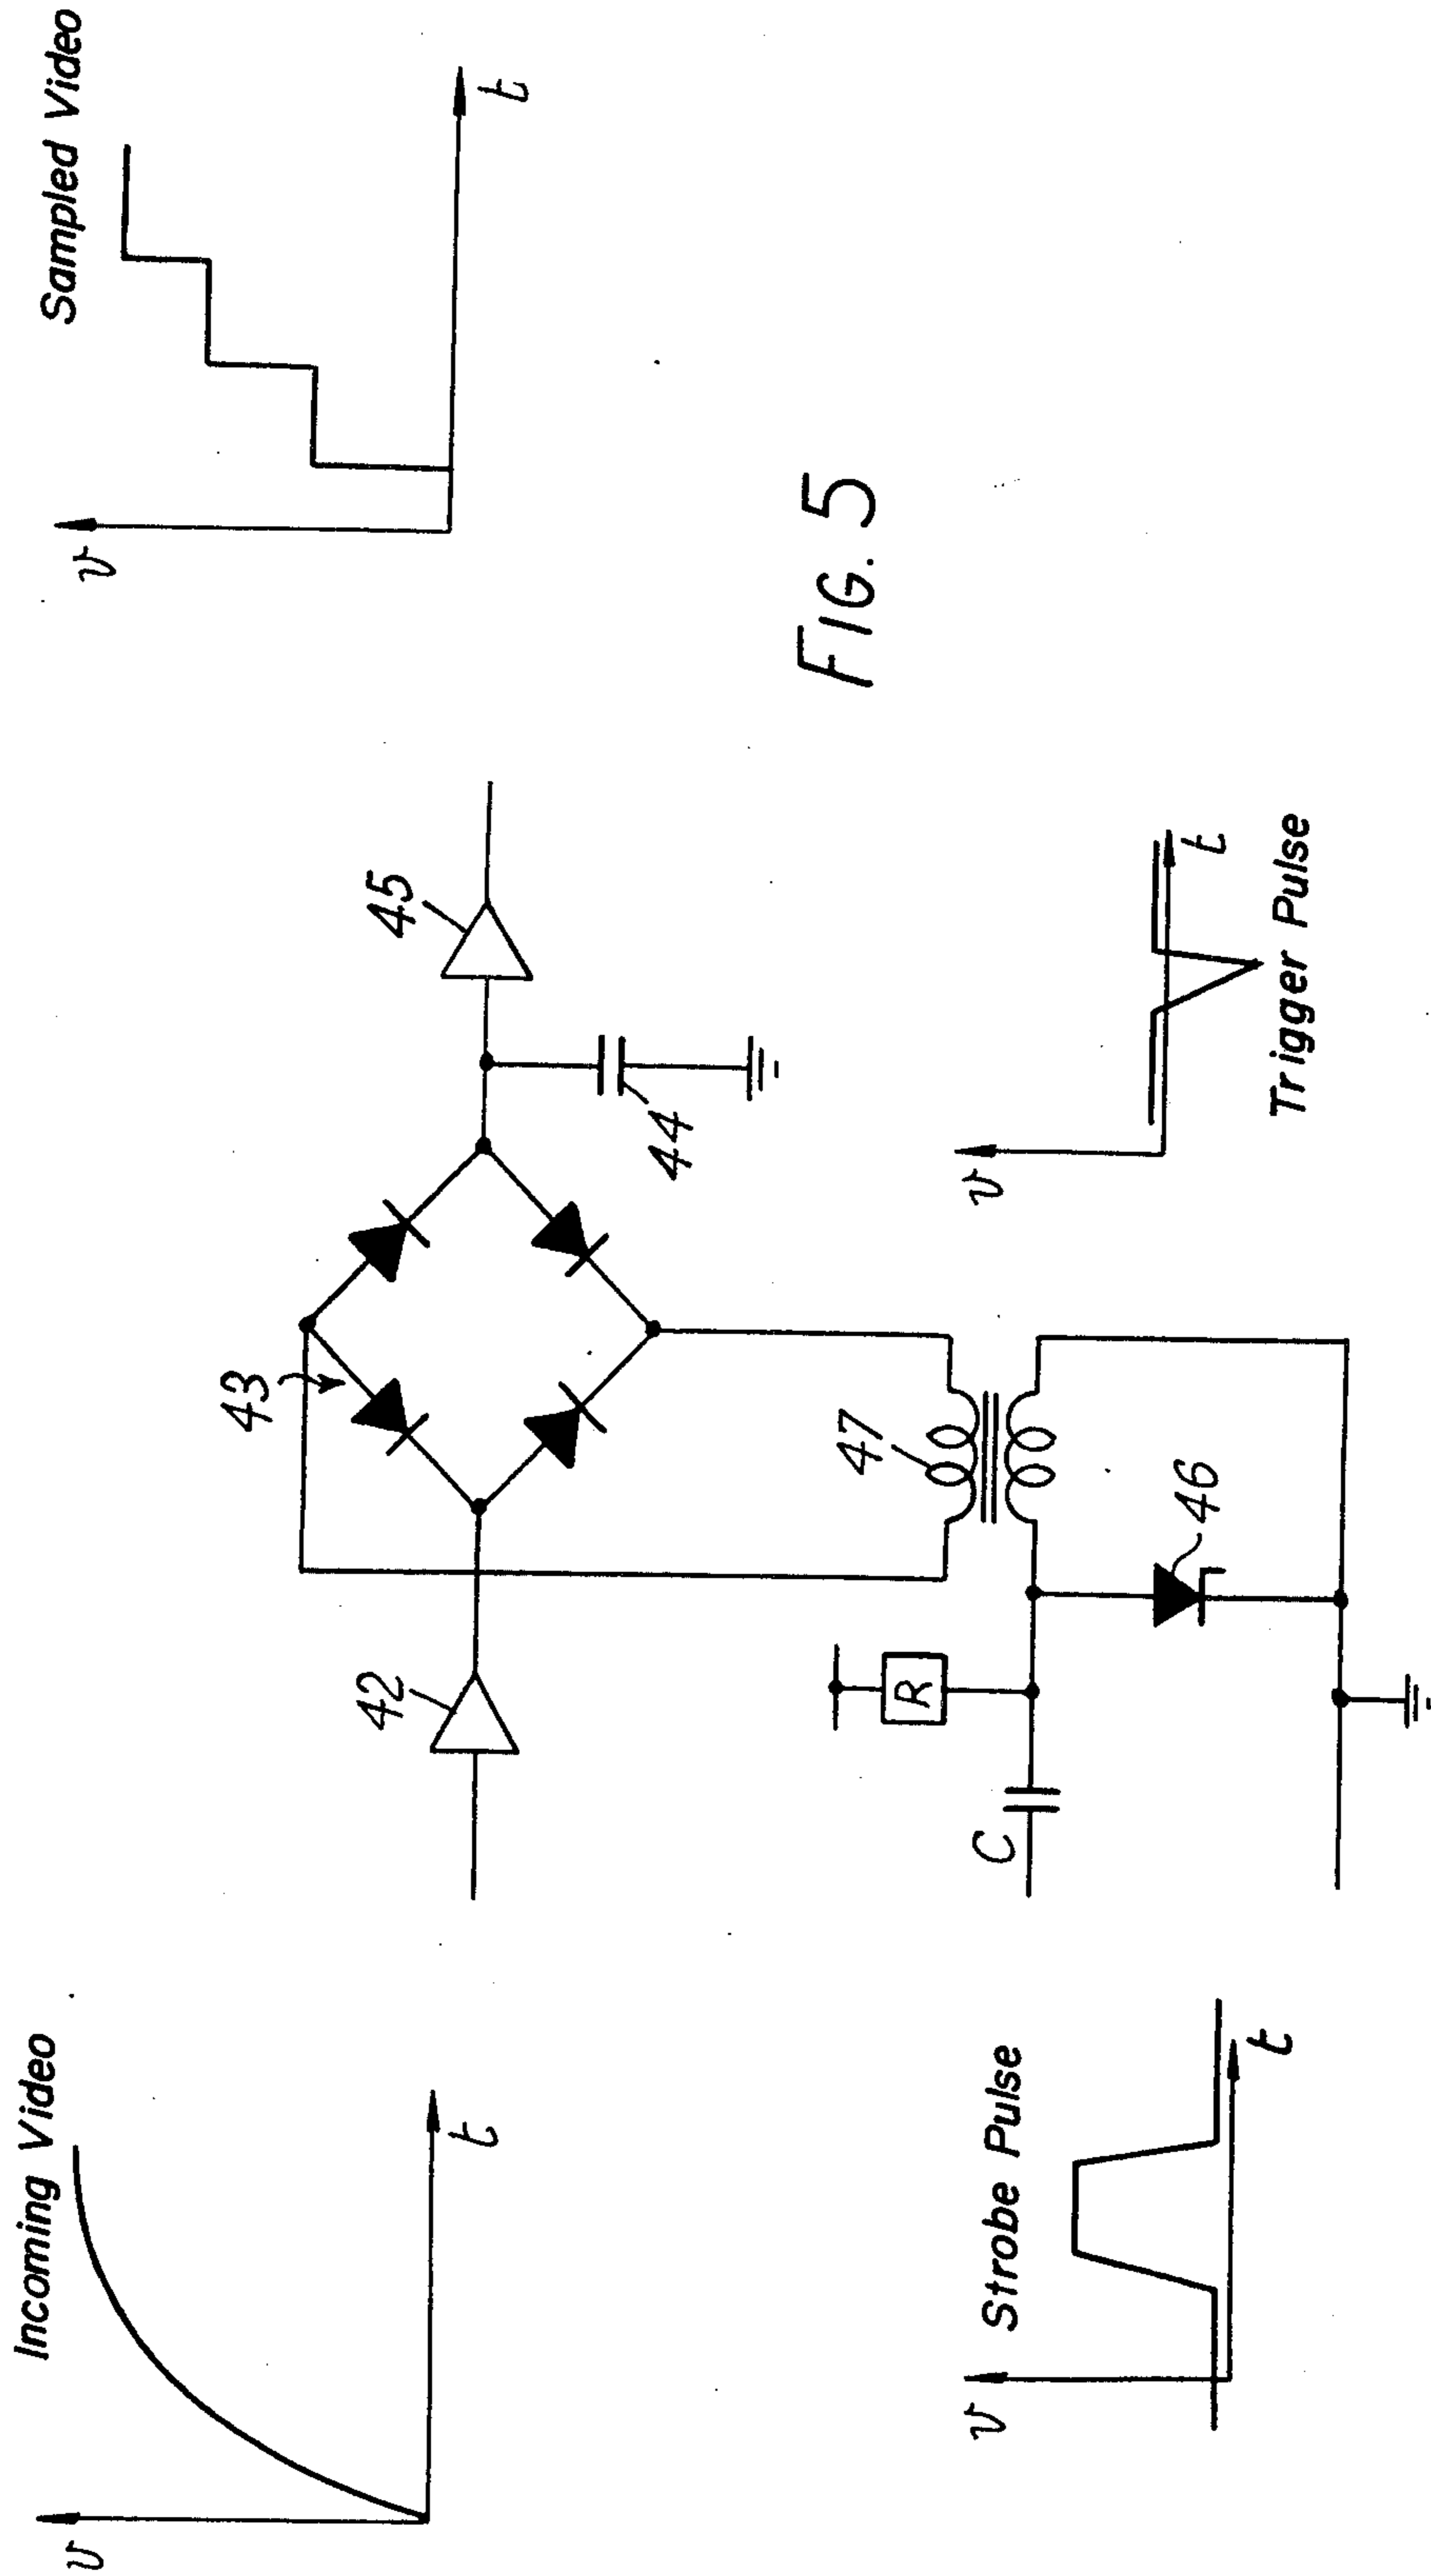 Incoming Video
v
t
Sampled Video
v
t
42
43
44
45
FIG. 5
Strobe Pulse
v
t
C
R
46
47
v
t
Trigger Pulse